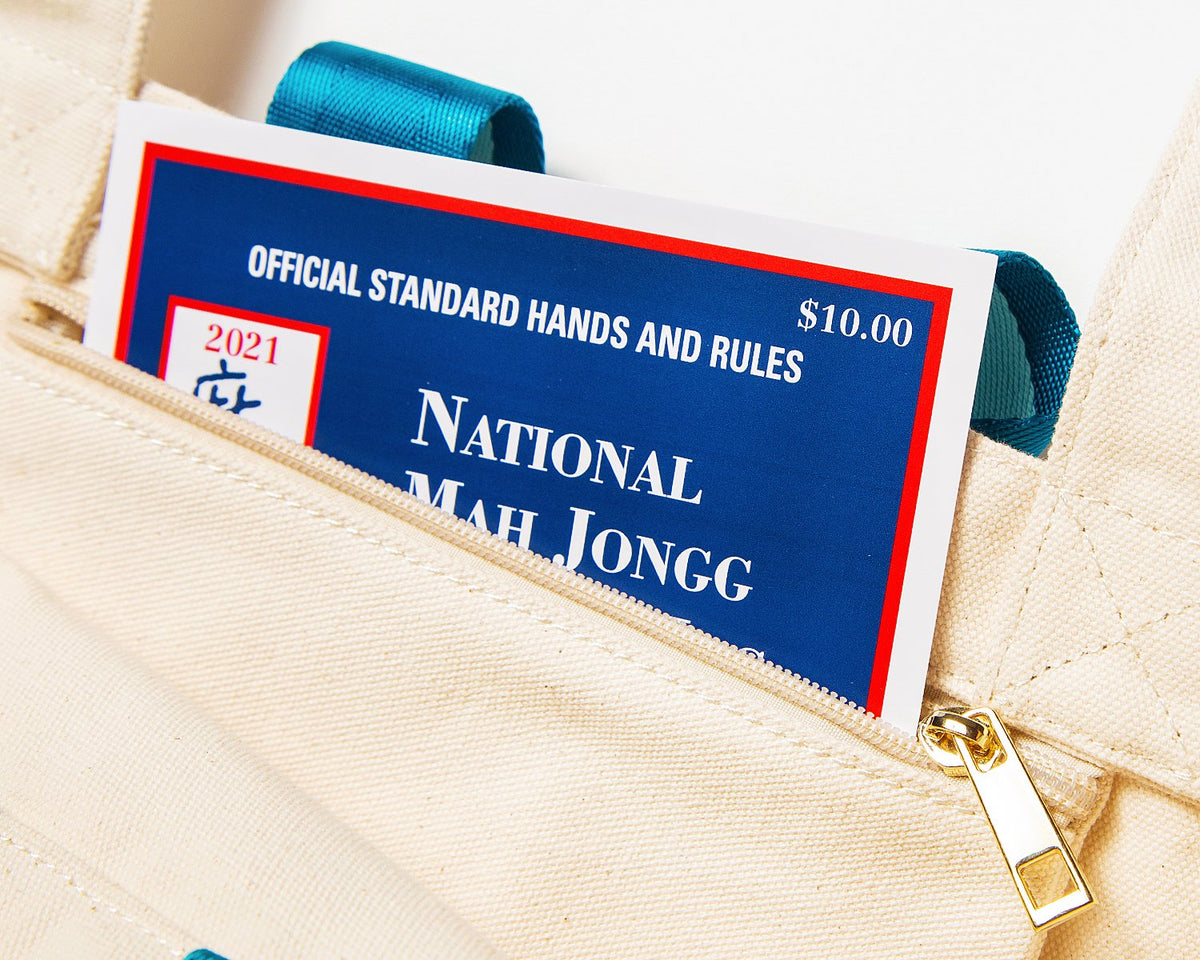 OFFICIAL STANDARD HANDS AND RULES
$10.00
2021
NATIONAL
MAH JONGG